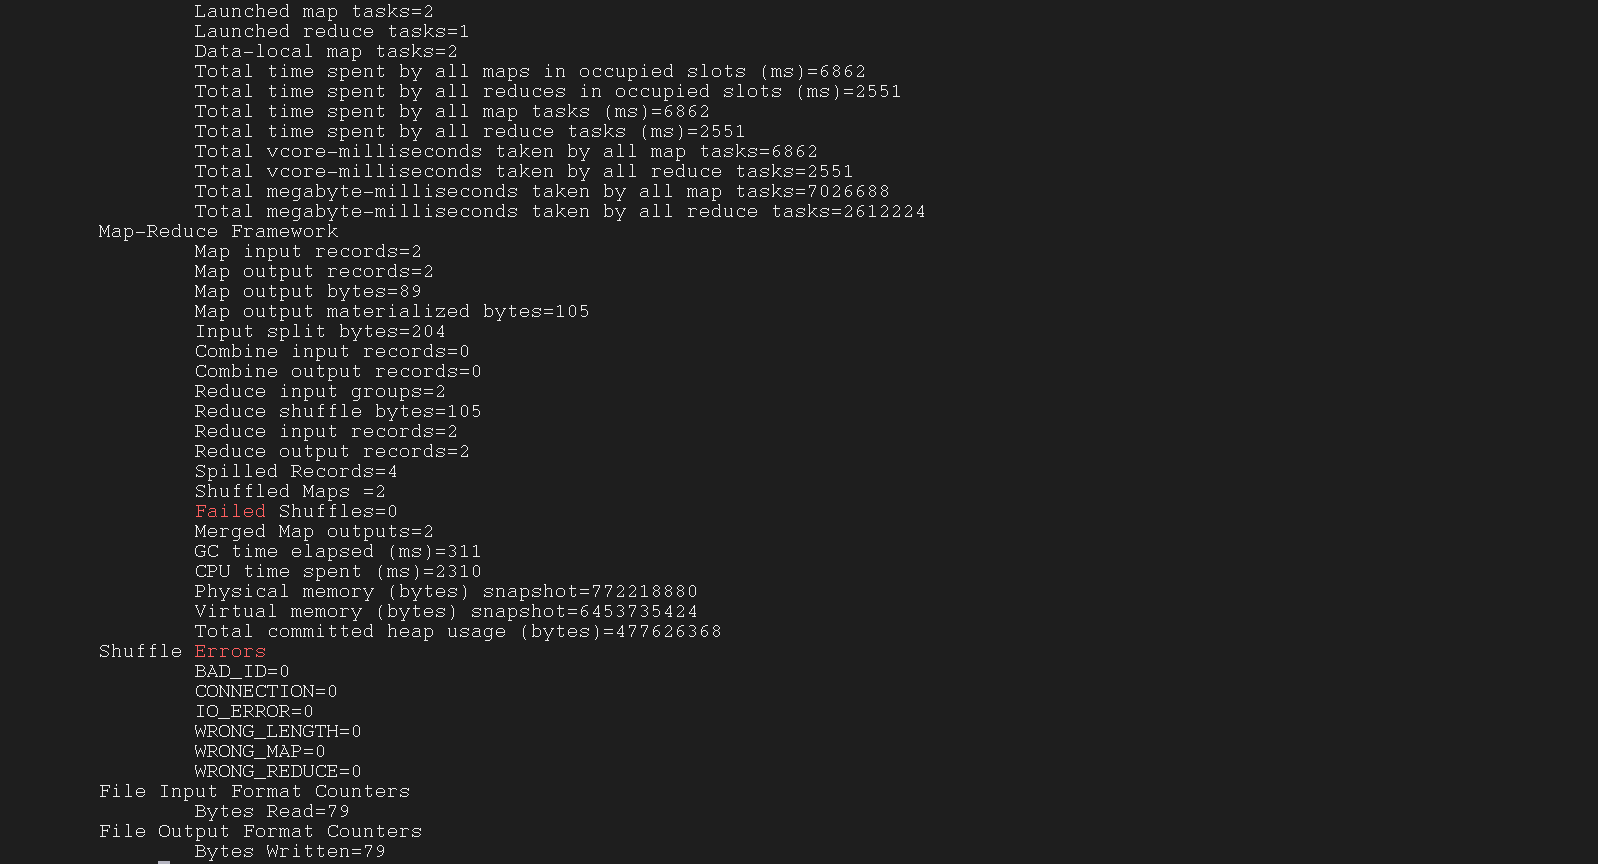 Launched map tasks=2
Launched reduce tasks=1
Data-local map tasks=2
Total time spent by all maps in occupied slots (ms)=6862
Total time spent by all reduces in occupied slots (ms)=2551
Total time spent by all map tasks (ms)=6862
Total time spent by all reduce tasks (ms)=2551
Total vcore-milliseconds taken by all map tasks=6862
Total vcore-milliseconds taken by all reduce tasks=2551
Total megabyte-milliseconds taken by all map tasks=7026688
Total megabyte-milliseconds taken by all reduce tasks=2612224
Map-Reduce Framework
Map input records=2
Map output records=2
Map output bytes=89
Map output materialized bytes=105
Input split bytes=204
Combine input records=0
Combine output records=0
Reduce input groups=2
Reduce shuffle bytes=105
Reduce input records=2
Reduce output records=2
Spilled Records=4
Shuffled Maps =2
Failed Shuffles=0
Merged Map outputs=2
GC time elapsed (ms)=311
CPU time spent (ms)=2310
Physical memory (bytes) snapshot=772218880
Virtual memory (bytes) snapshot=6453735424
Total committed heap usage (bytes)=477626368
Shuffle Errors
BAD_ID=0
CONNECTION=0
IO_ERROR=0
WRONG_LENGTH=0
WRONG_MAP=0
WRONG_REDUCE=0
File Input Format Counters
Bytes Read=79
File Output Format Counters
Bytes Written=79